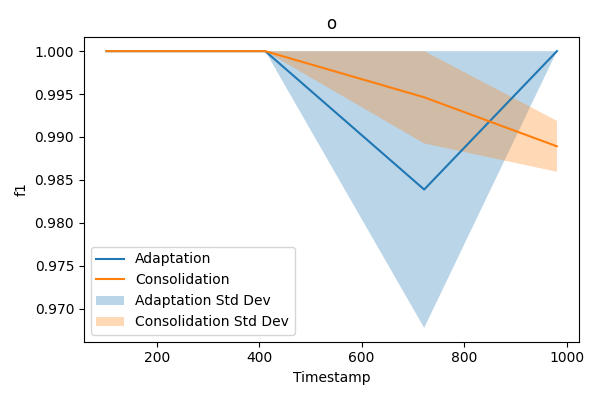 o
1.000
0.995
0.990
0.985
0.980
0.975
0.970
f1
Adaptation
Consolidation
Adaptation Std Dev
Consolidation Std Dev
200 400 600 800 1000
Timestamp